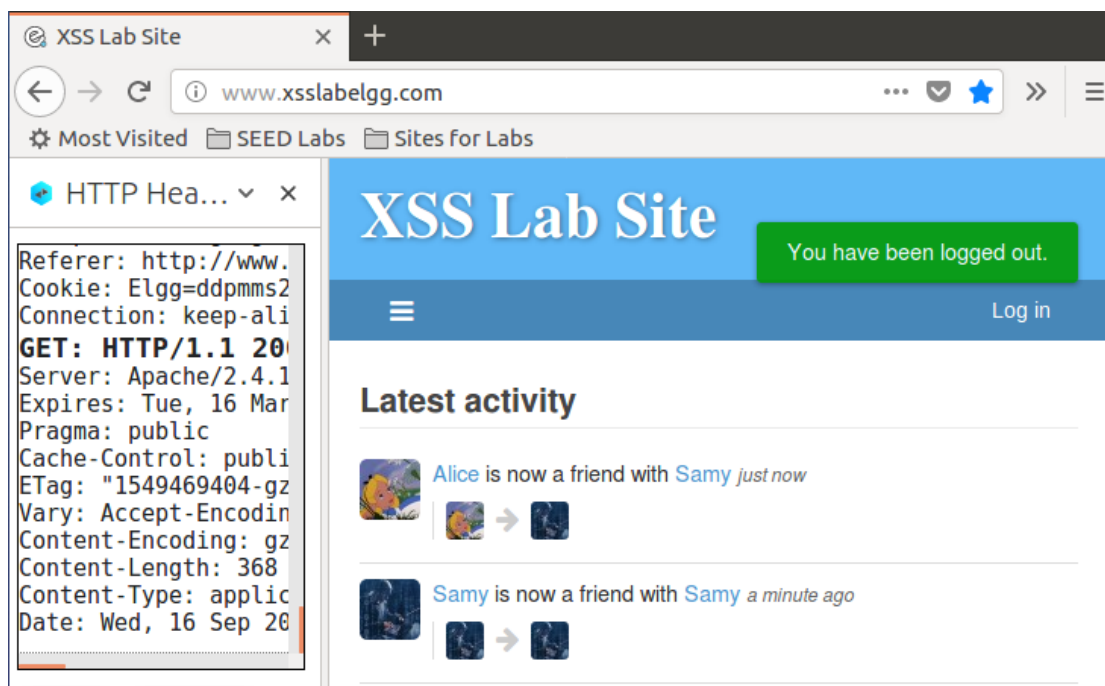 XSS Lab Site
www.xsslabelgg.com
Most Visited SEED Labs Sites for Labs
HTTP Hea...
Referer: http://www.
Cookie: Elgg=ddpmms2
Connection: keep-ali
GET: HTTP/1.1 20
Server: Apache/2.4.1
Expires: Tue, 16 Mar
Pragma: public
Cache-Control: publi
ETag: "1549469404-gz
Vary: Accept-Encodin
Content-Encoding: gz
Content-Length: 368
Content-Type: applic
Date: Wed, 16 Sep 20
XSS Lab Site
You have been logged out.
Log in
Latest activity
Alice is now a friend with Samy just now
Samy is now a friend with Samy a minute ago